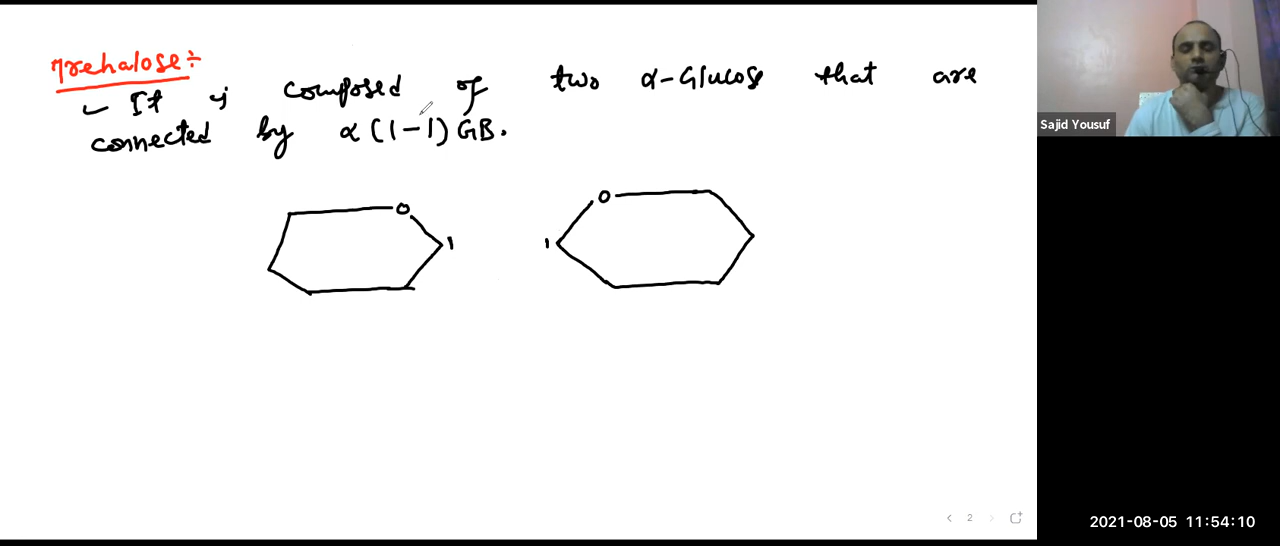 Trehalose ÷
It is composed of two α-Glucose that are
connected by α(1-1) GB.
O
1
O
1
Sajid Yousuf
2
2021-08-05 11:54:10